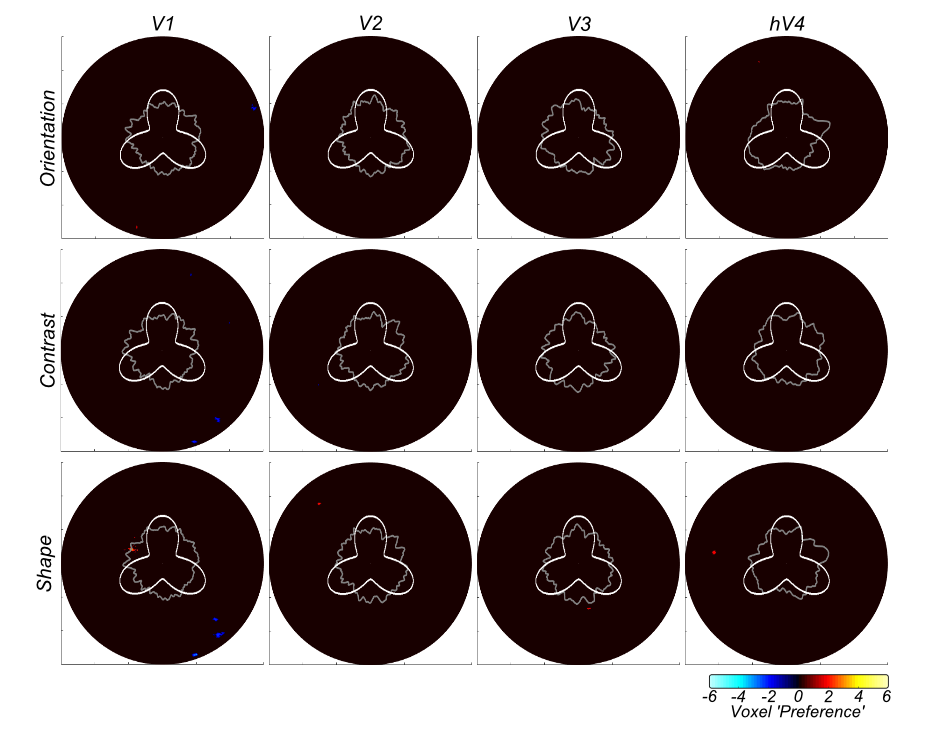 V1 V2 V3 hV4
Orientation
Contrast
Shape
-6 -4 -2 0 2 4 6
Voxel 'Preference'